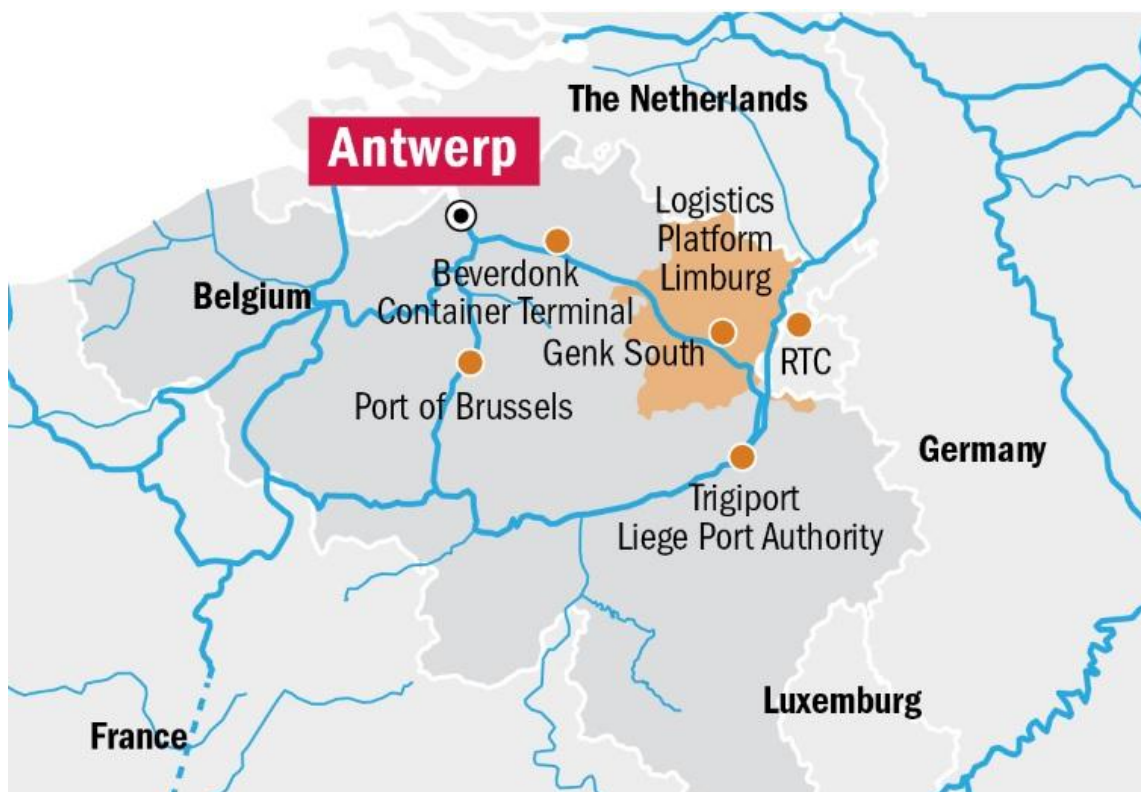 The Netherlands
Antwerp
Logistics
Platform
Limburg
Beverdonk
Container Terminal
Belgium
Genk South
RTC
Port of Brussels
Germany
Trigiport
Liege Port Authority
Luxemburg
France